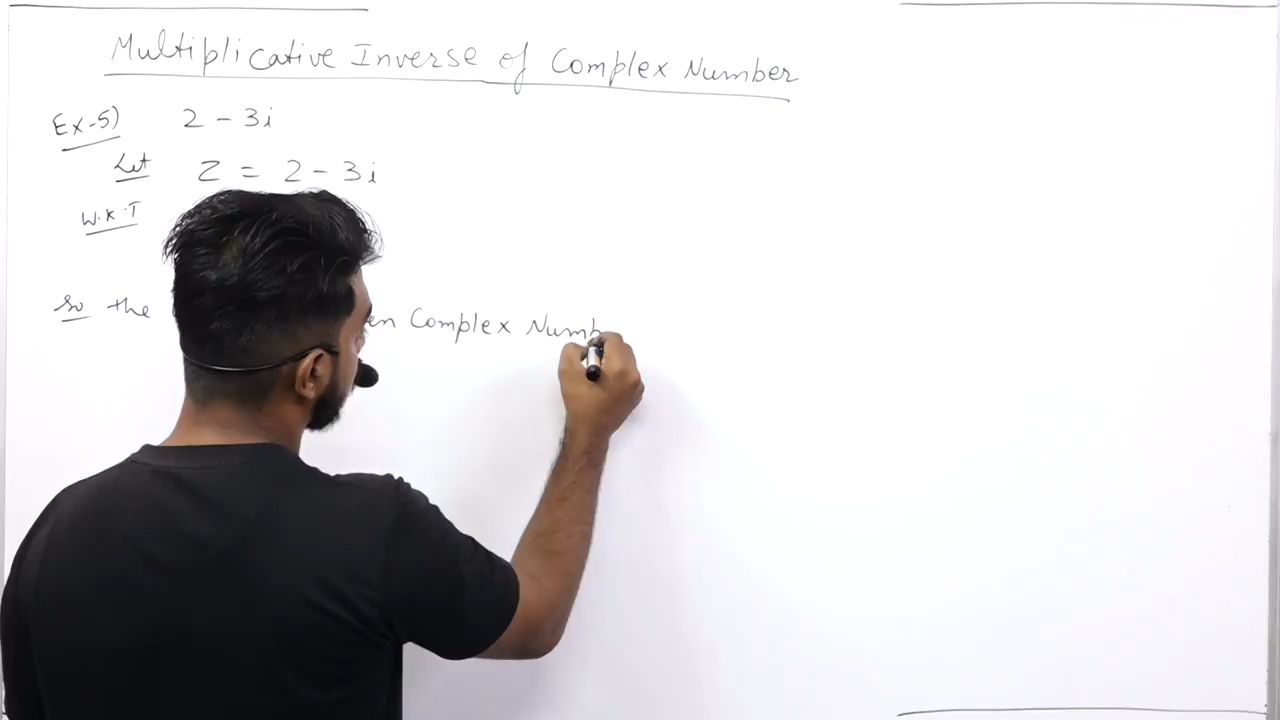 Multiplicative Inverse of Complex Number
Ex-5) 2 - 3i
Let Z = 2 - 3i
W.K.T
So the en Complex Numb